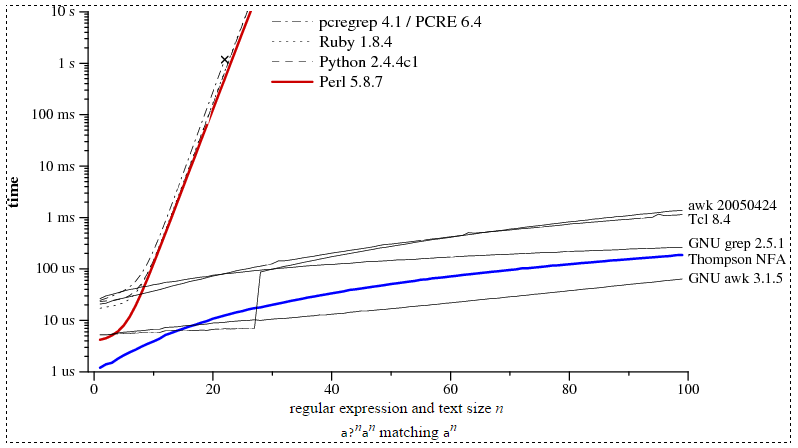 10 s
1 s
100 ms
10 ms
1 ms
100 us
10 us
1 us
time
pcregrep 4.1 / PCRE 6.4
Ruby 1.8.4
Python 2.4.4c1
Perl 5.8.7
awk 20050424
Tcl 8.4
GNU grep 2.5.1
Thompson NFA
GNU awk 3.1.5
0 20 40 60 80 100
regular expression and text size n
a?ⁿaⁿ matching aⁿ